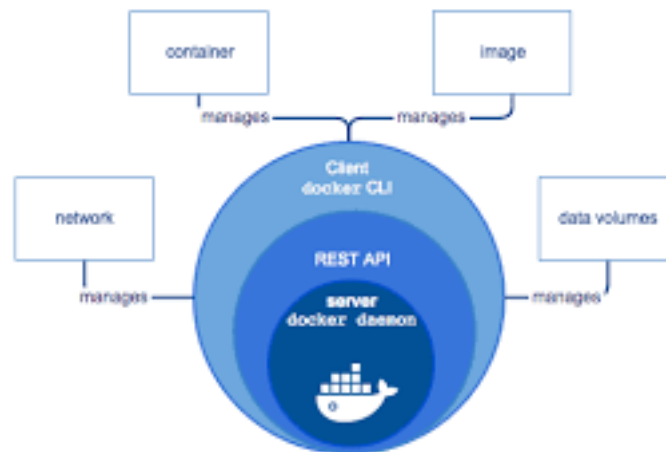 container
image
manages
manages
Client
docker CLI
network
data volumes
REST API
manages
server
manages
docker daemon